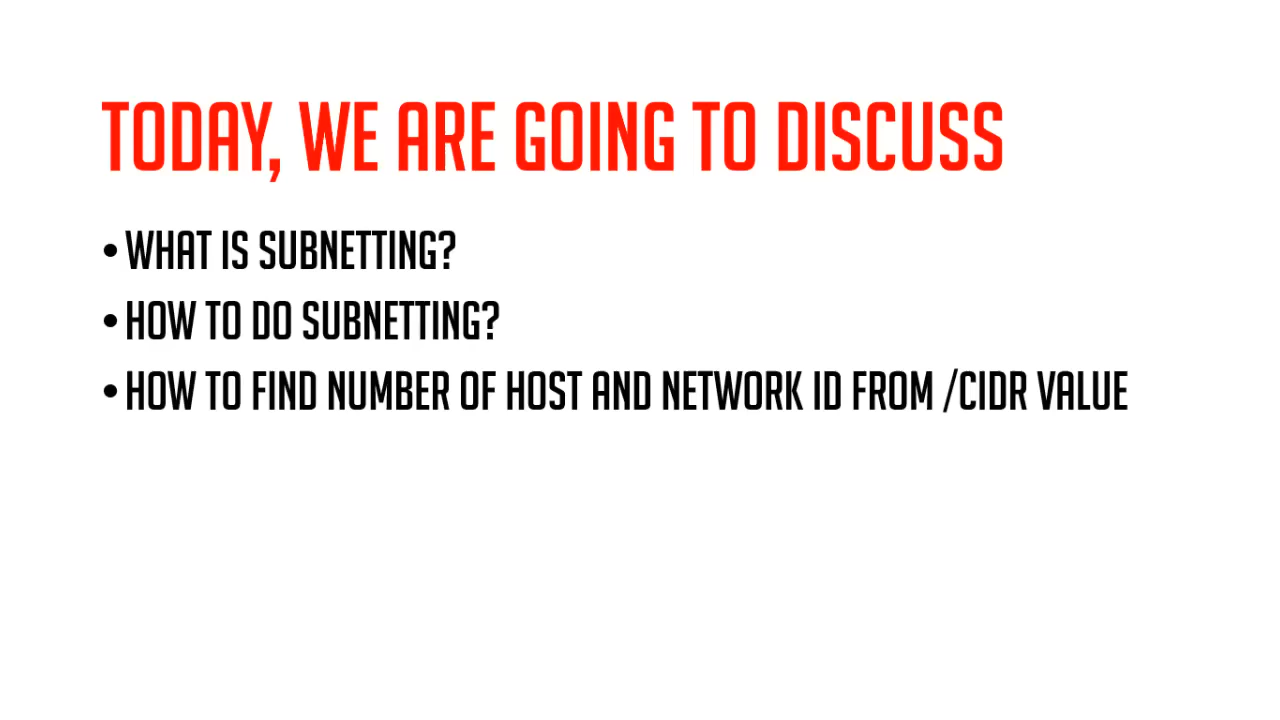 TODAY, WE ARE GOING TO DISCUSS
• WHAT IS SUBNETTING?
• HOW TO DO SUBNETTING?
• HOW TO FIND NUMBER OF HOST AND NETWORK ID FROM /CIDR VALUE